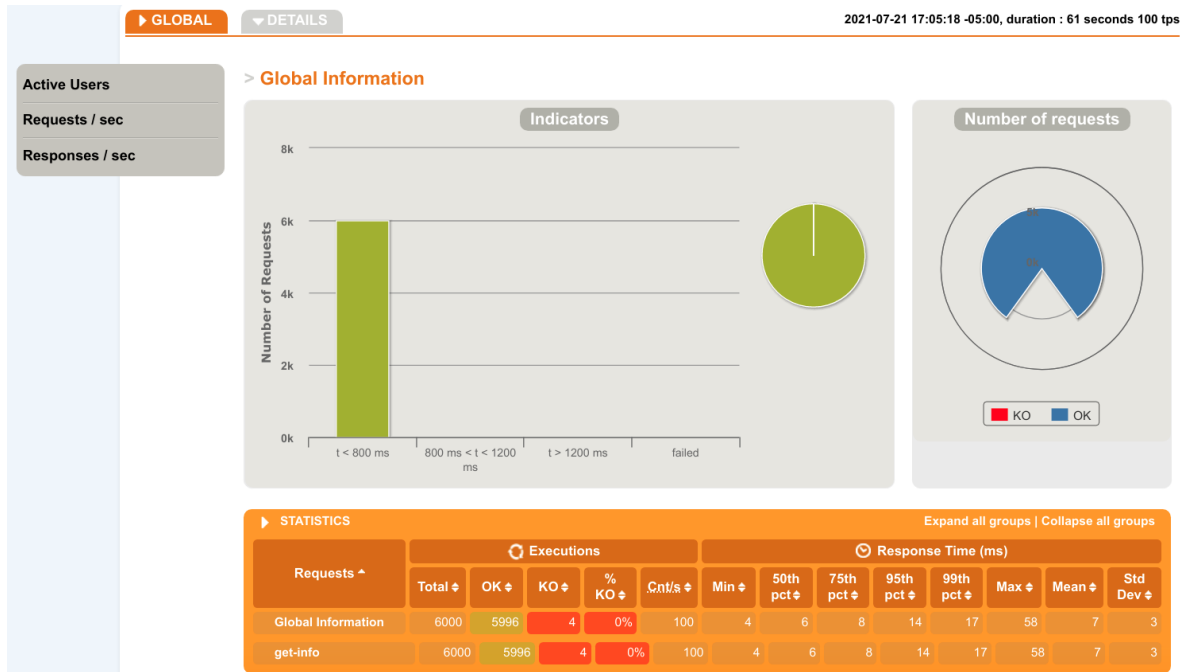 GLOBAL
DETAILS
2021-07-21 17:05:18 -05:00, duration : 61 seconds 100 tps
Active Users
Requests / sec
Responses / sec
> Global Information
Indicators
Number of Requests
8k
6k
4k
2k
0k
t < 800 ms
800 ms < t < 1200 ms
t > 1200 ms
failed
Number of requests
KO OK
STATISTICS
Expand all groups | Collapse all groups
Requests
Executions
Response Time (ms)
Total OK KO % KO Cnt/s Min 50th pct 75th pct 95th pct 99th pct Max Mean Std Dev
Global Information 6000 5996 4 0% 100 4 6 8 14 17 58 7 3
get-info 6000 5996 4 0% 100 4 6 8 14 17 58 7 3